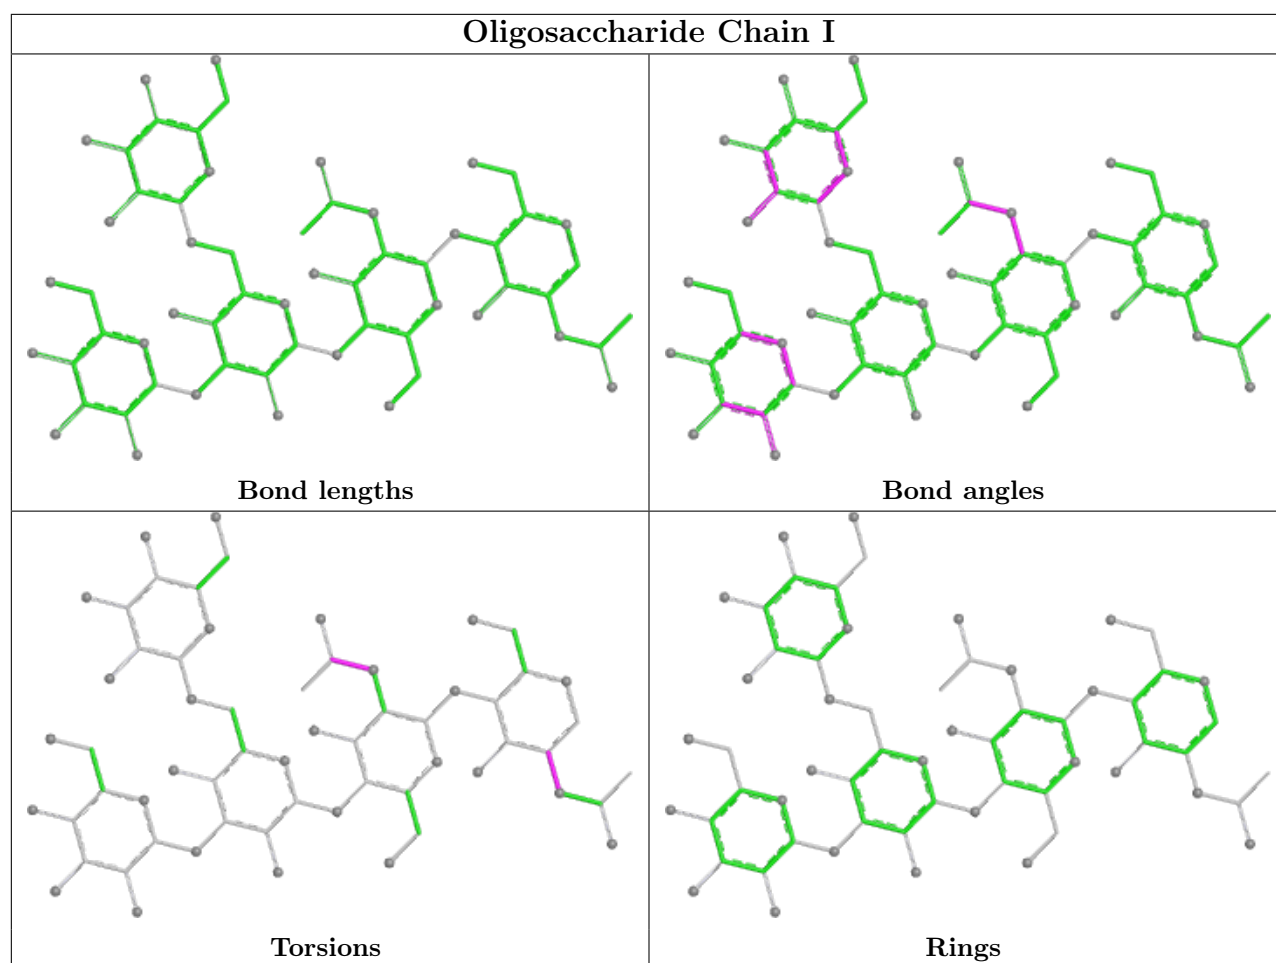 Oligosaccharide Chain I
Bond lengths
Bond angles
Torsions
Rings